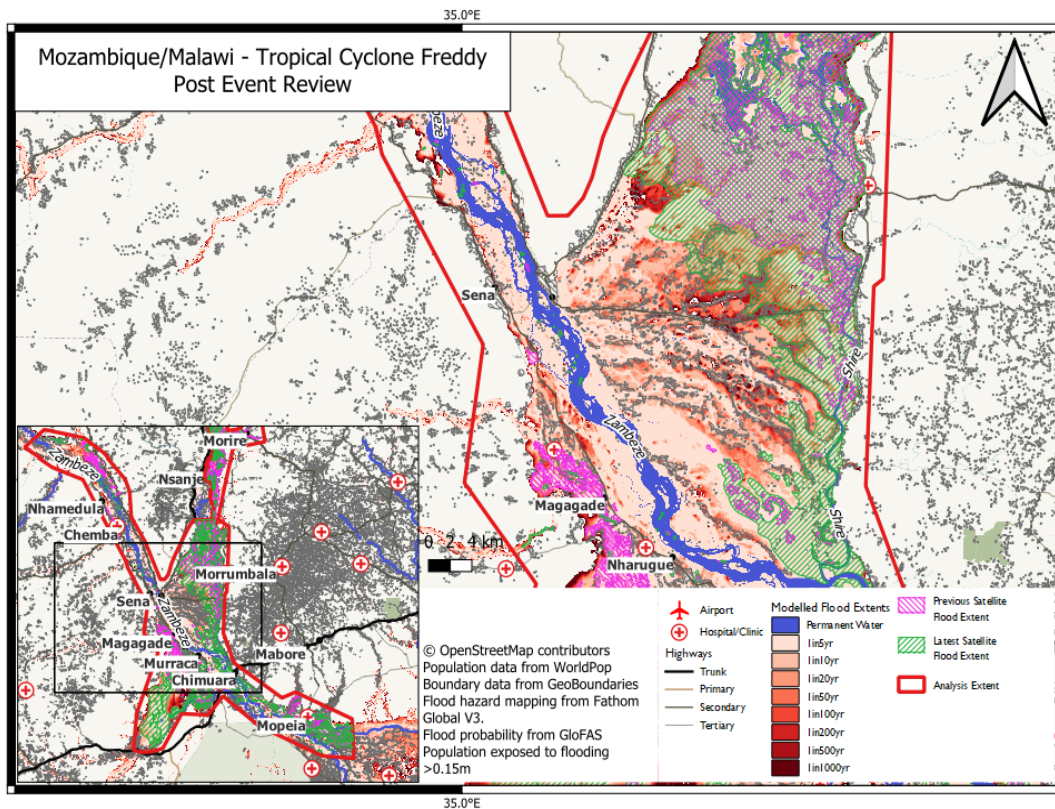 35.0°E
Mozambique/Malawi - Tropical Cyclone Freddy
Post Event Review
beze
Sena
Shire
Zambeze
Magagade
Shire
Nharugue
0 2 4 km
Morire
Zambeze
Nsanje
Nhamedula
Chemba
Morrumbala
Sena
Zambeze
Magagade
Murraca
Mabore
Chimuara
Mopeia
© OpenStreetMap contributors
Population data from WorldPop
Boundary data from GeoBoundaries
Flood hazard mapping from Fathom
Global V3.
Flood probability from GloFAS
Population exposed to flooding
>0.15m
Airport
Hospital/Clinic
Highways
Trunk
Primary
Secondary
Tertiary
Modelled Flood Extents
Permanent Water
1in5yr
1in10yr
1in20yr
1in50yr
1in100yr
1in200yr
1in500yr
1in1000yr
Previous Satellite
Flood Extent
Latest Satellite
Flood Extent
Analysis Extent
35.0°E